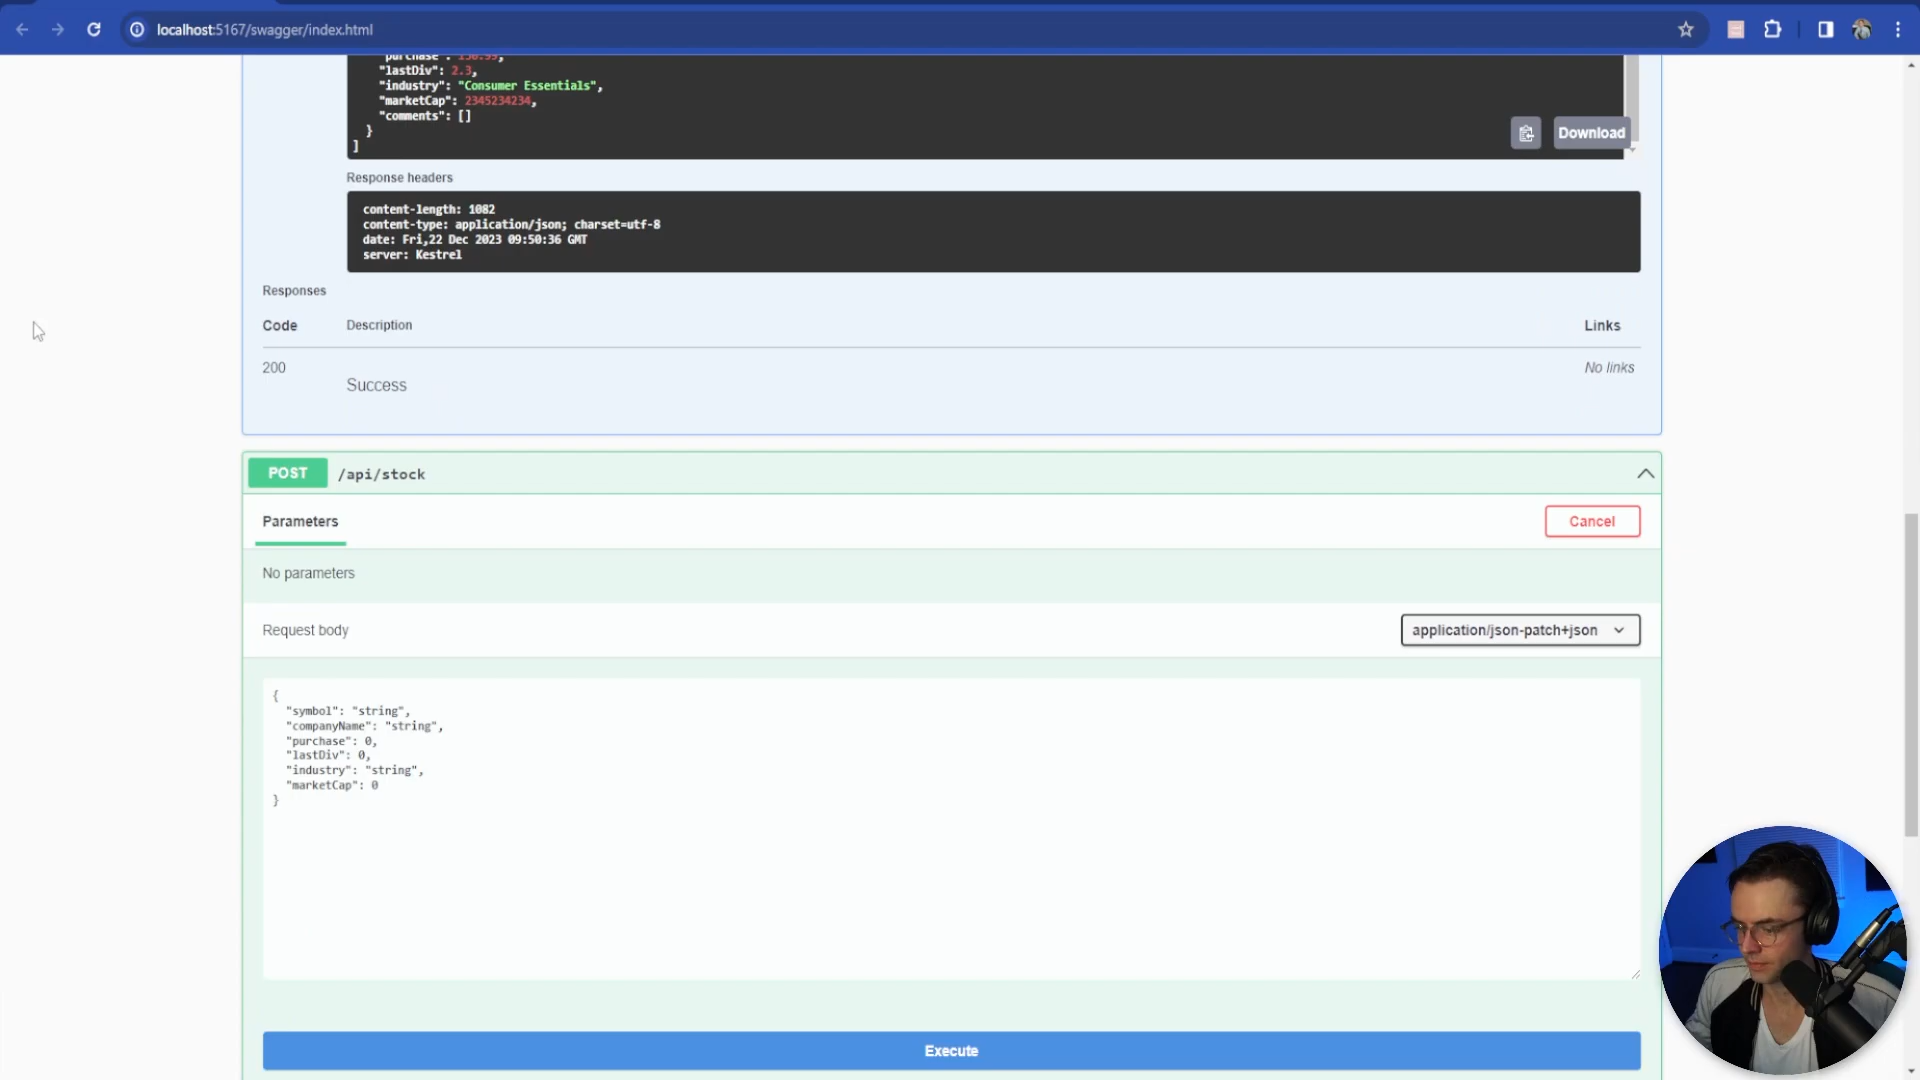 localhost:5167/swagger/index.html
"purchase": 150.99,
"lastDiv": 2.3,
"industry": "Consumer Essentials",
"marketCap": 2345234234,
"comments": []
}
]
Download
Response headers
content-length: 1082
content-type: application/json; charset=utf-8
date: Fri,22 Dec 2023 09:50:36 GMT
server: Kestrel
Responses
Code Description Links
200 No links
Success
POST /api/stock
Parameters Cancel
No parameters
Request body application/json-patch+json
{
"symbol": "string",
"companyName": "string",
"purchase": 0,
"lastDiv": 0,
"industry": "string",
"marketCap": 0
}
Execute